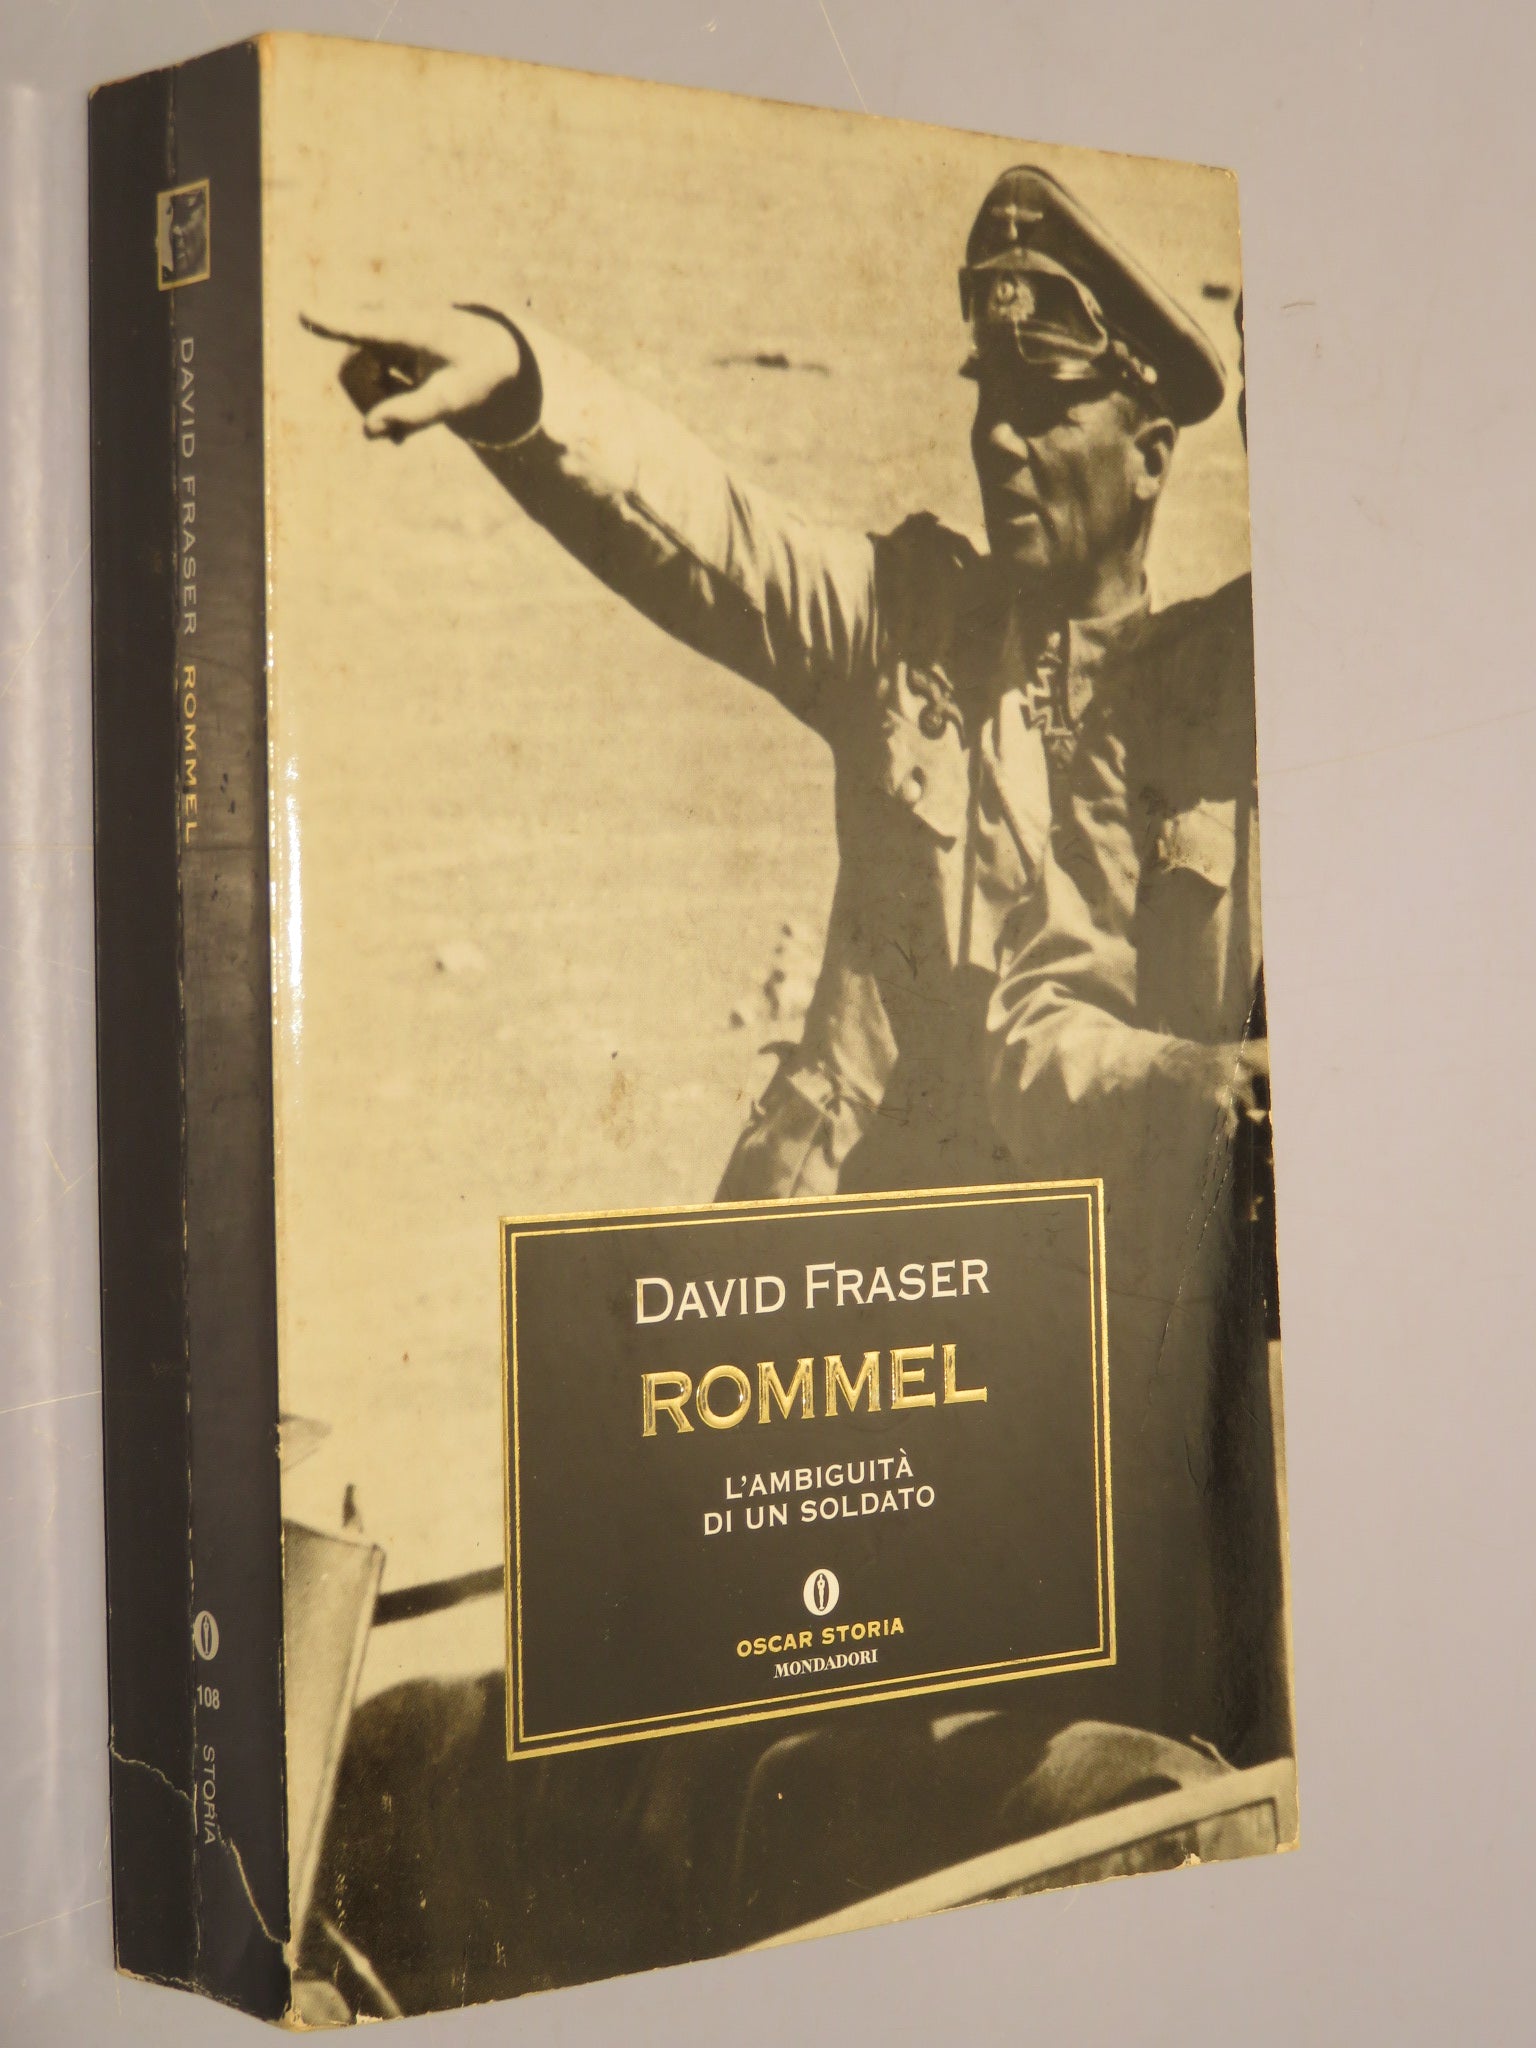 DAVID FRASER ROMMEL
108
STORIA
DAVID FRASER
ROMMEL
L'AMBIGUITÀ
DI UN SOLDATO
OSCAR STORIA
MONDADORI